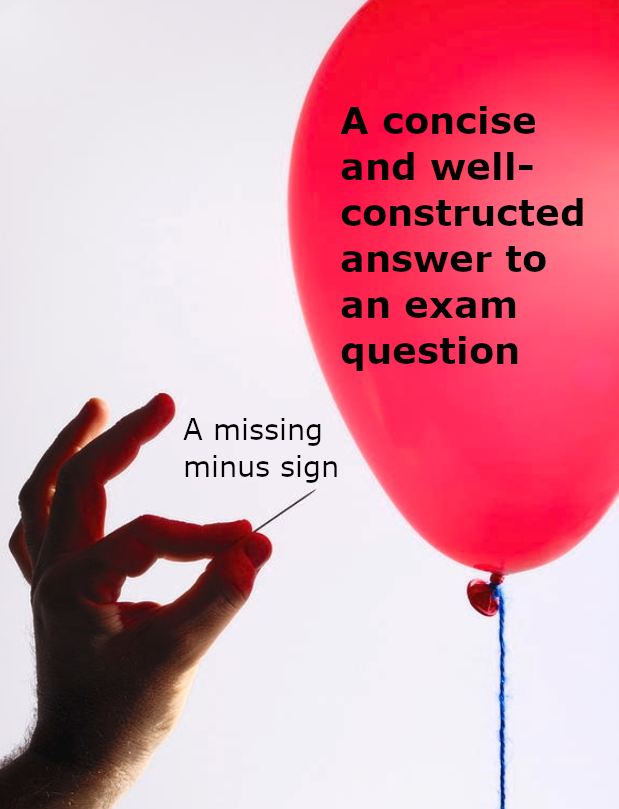 A concise
and well-
constructed
answer to
an exam
question
A missing
minus sign